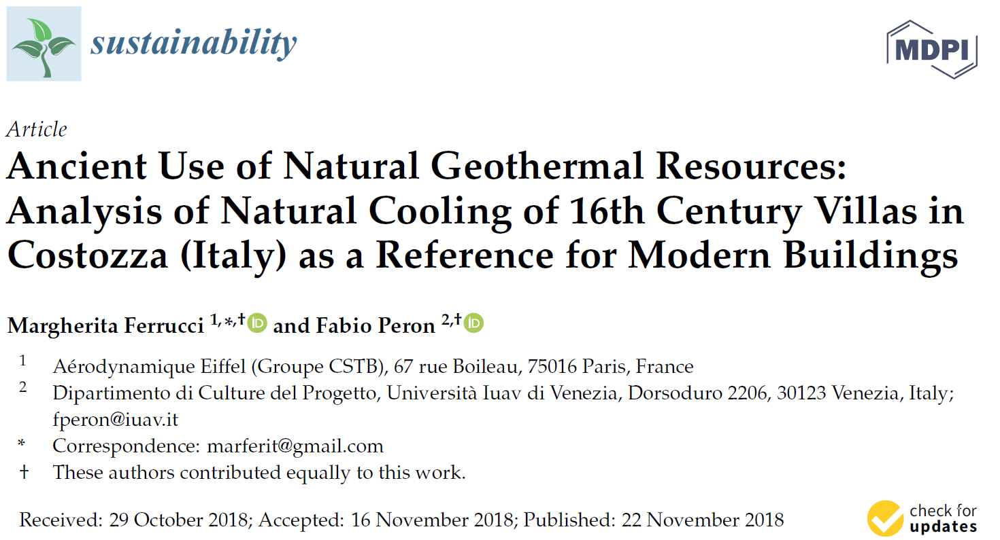 sustainability
MDPI
Article
Ancient Use of Natural Geothermal Resources:
Analysis of Natural Cooling of 16th Century Villas in
Costozza (Italy) as a Reference for Modern Buildings
Margherita Ferrucci 1,*,† iD and Fabio Peron 2,† iD
1 Aérodynamique Eiffel (Groupe CSTB), 67 rue Boileau, 75016 Paris, France
2 Dipartimento di Culture del Progetto, Università Iuav di Venezia, Dorsoduro 2206, 30123 Venezia, Italy;
fperon@iuav.it
* Correspondence: marferit@gmail.com
† These authors contributed equally to this work.
Received: 29 October 2018; Accepted: 16 November 2018; Published: 22 November 2018
check for
updates